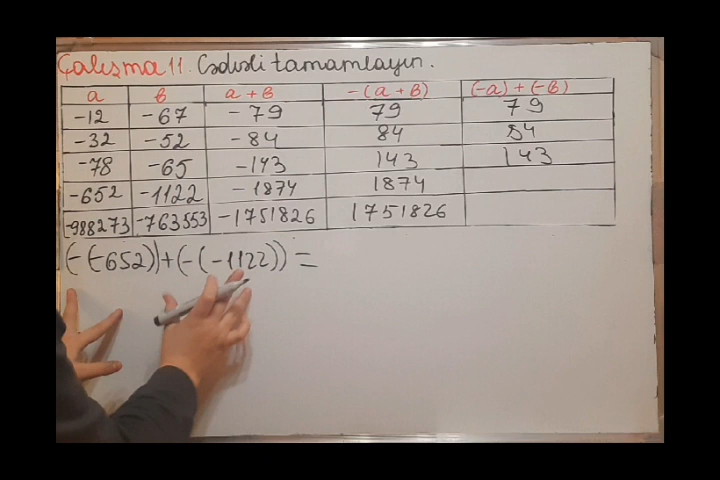 Çalışma 11. Cədvəli tamamlayın.
a b a + b -(a + b) (-a) + (-b)
-12 -67 -79 79 79
-32 -52 -84 84 84
-78 -65 -143 143 143
-652 -1122 -1874 1874
-988273 -763553 -1751826 1751826
(-(-652))+(-(-1122)) =